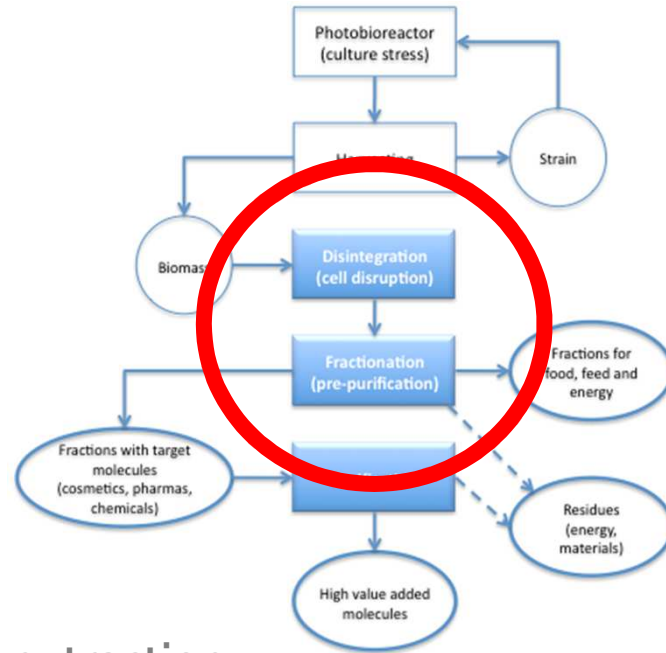 Photobioreactor
(culture stress)
Strain
Biomass
Disintegration
(cell disruption)
Fractionation
(pre-purification)
Fractions for
food, feed and
energy
Fractions with target
molecules
(cosmetics, pharmas,
chemicals)
Residues
(energy,
materials)
High value added
molecules